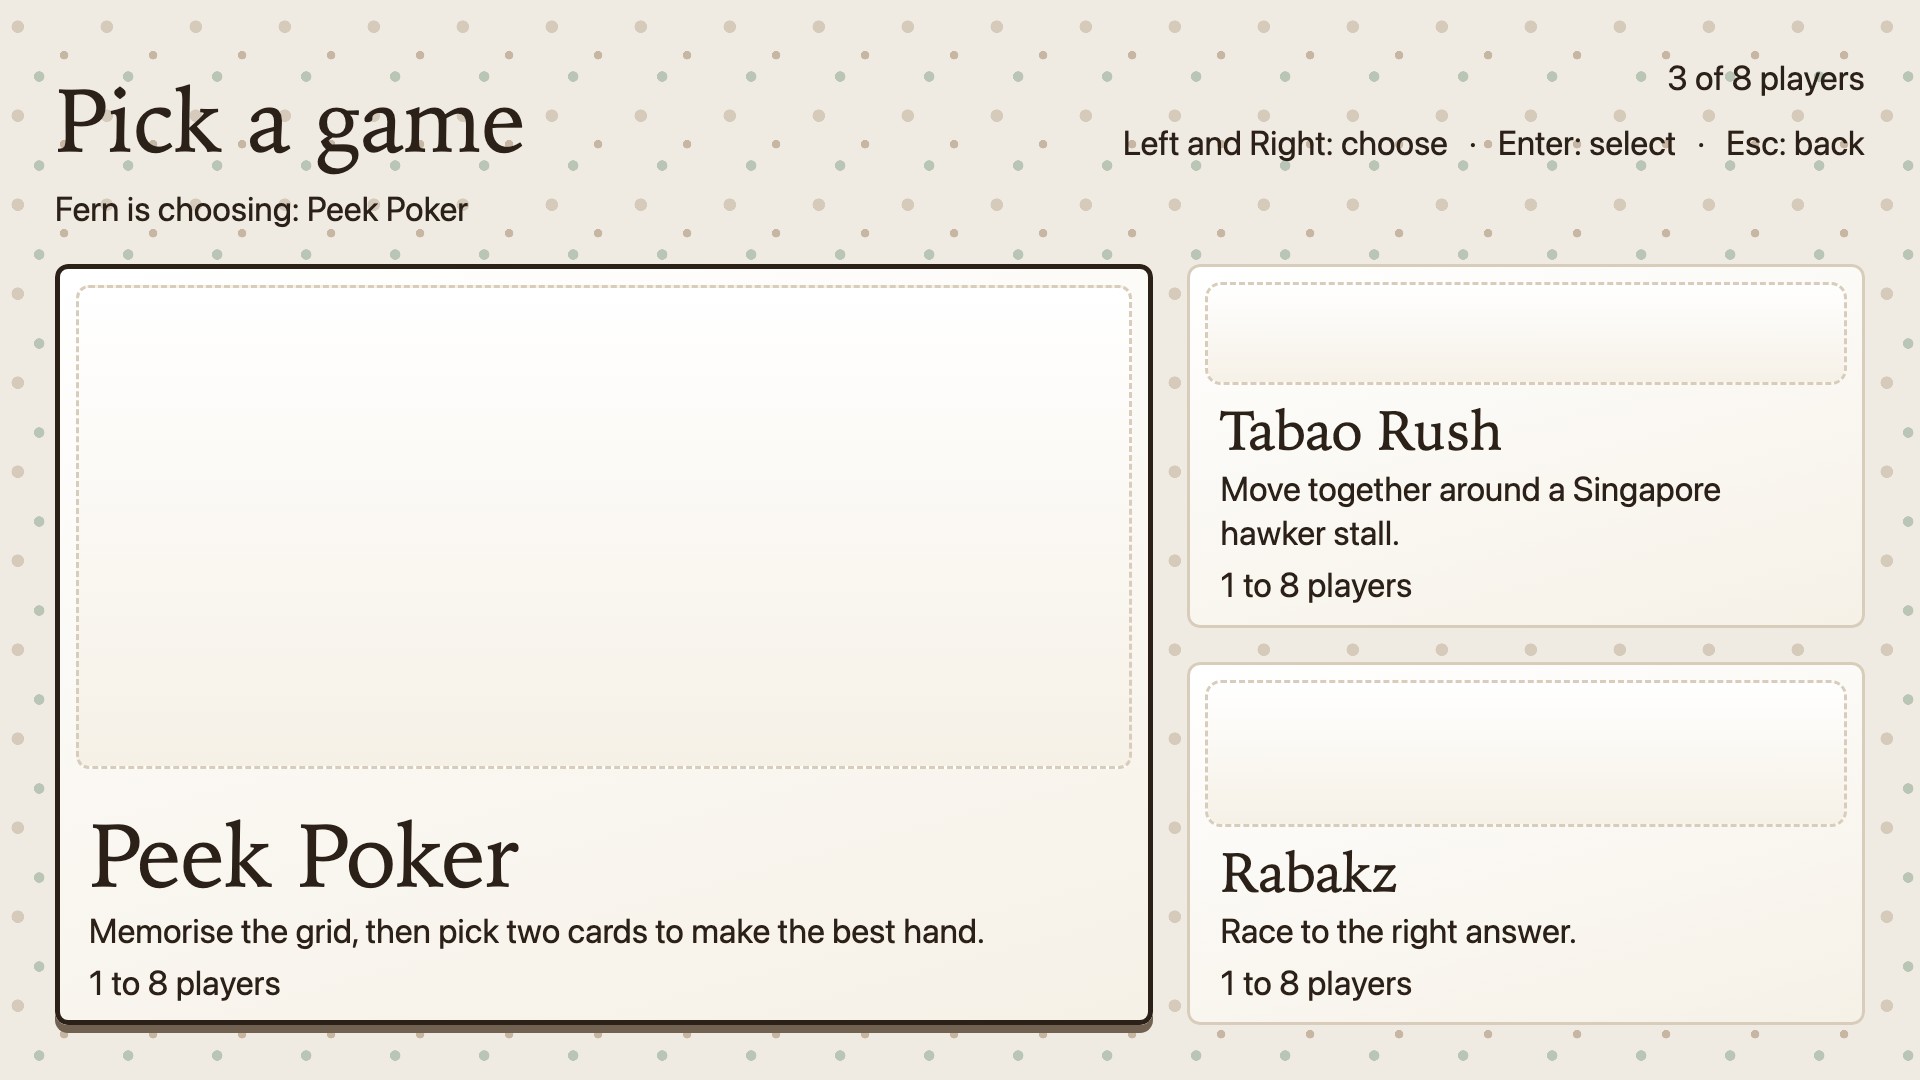 Pick a game
3 of 8 players
Left and Right: choose · Enter: select · Esc: back
Fern is choosing: Peek Poker
Peek Poker
Memorise the grid, then pick two cards to make the best hand.
1 to 8 players
Tabao Rush
Move together around a Singapore
hawker stall.
1 to 8 players
Rabakz
Race to the right answer.
1 to 8 players